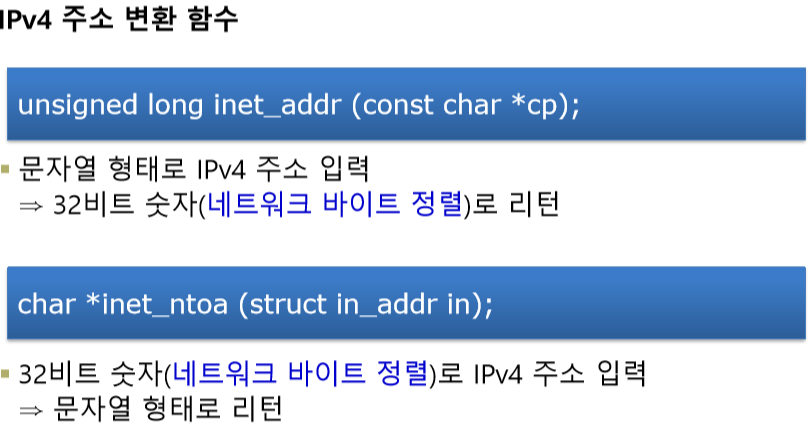 IPv4 주소 변환 함수
unsigned long inet_addr (const char *cp);
▪ 문자열 형태로 IPv4 주소 입력
⇒ 32비트 숫자(네트워크 바이트 정렬)로 리턴
char *inet_ntoa (struct in_addr in);
▪ 32비트 숫자(네트워크 바이트 정렬)로 IPv4 주소 입력
⇒ 문자열 형태로 리턴